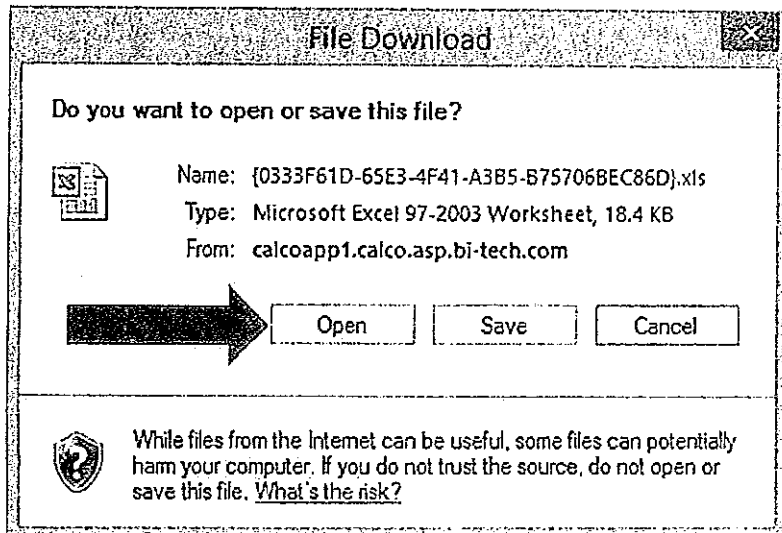 File Download
Do you want to open or save this file?
Name: {0333F61D-65E3-4F41-A3B5-B75706BEC86D}.xls
Type: Microsoft Excel 97-2003 Worksheet, 18.4 KB
From: calcoapp1.calco.asp.bi-tech.com
Open Save Cancel
While files from the Internet can be useful, some files can potentially
harm your computer. If you do not trust the source, do not open or
save this file. What's the risk?